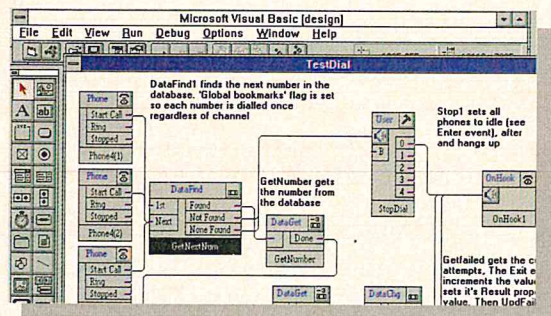 Microsoft Visual Basic [design]
File Edit View Run Debug Options Window Help
TestDial
DataFind1 finds the next number in the
database. 'Global bookmarks' flag is set
so each number is dialled once
regardless of channel
Phone
Start Call
Ring
Stopped
Phone4(1)
Phone
Start Call
Ring
Stopped
Phone4(2)
Phone
Start Call
Ring
Stopped
DataFind
1st Found
Next Not Found
None Found
GetNextNum
GetNumber gets
the number from
the database
DataGet
Done
GetNumber
User
0
B 1
2
3
4
StopDial
Stop1 sets all
phones to idle (see
Enter event), after
and hangs up
OnHook
OnHook1
Getfailed gets the
attempts, The Exit
increments the
sets it's Result
value. Then
DataGet
DataChg